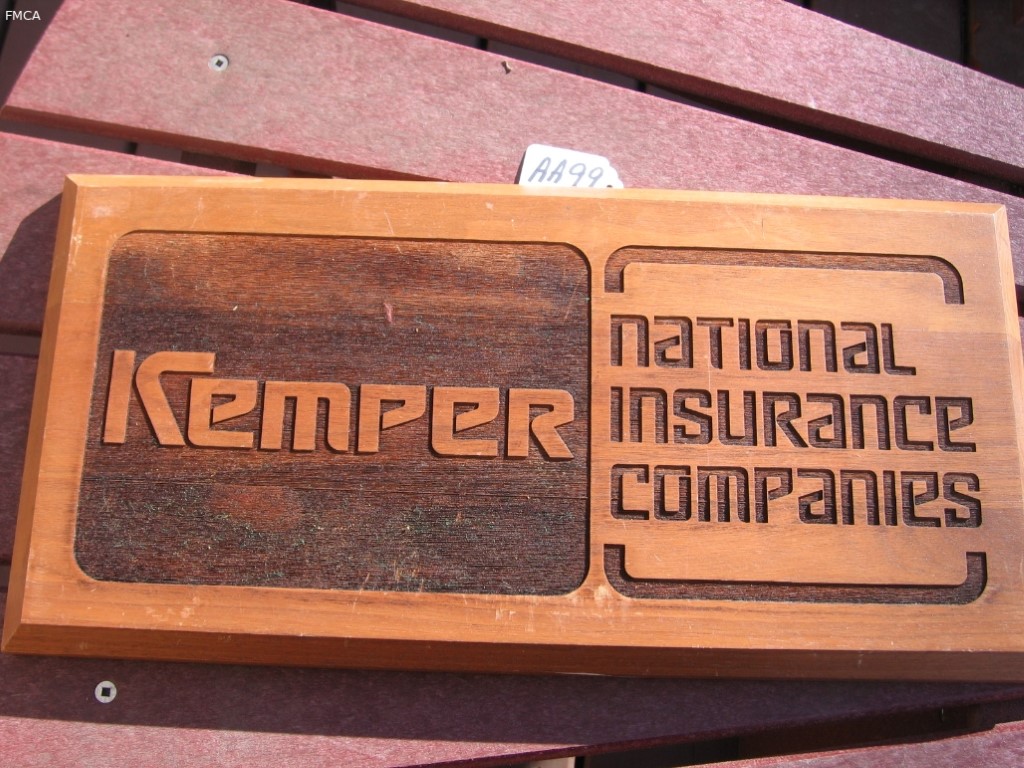 FMCA
AA99
Kemper
national
insurance
companies